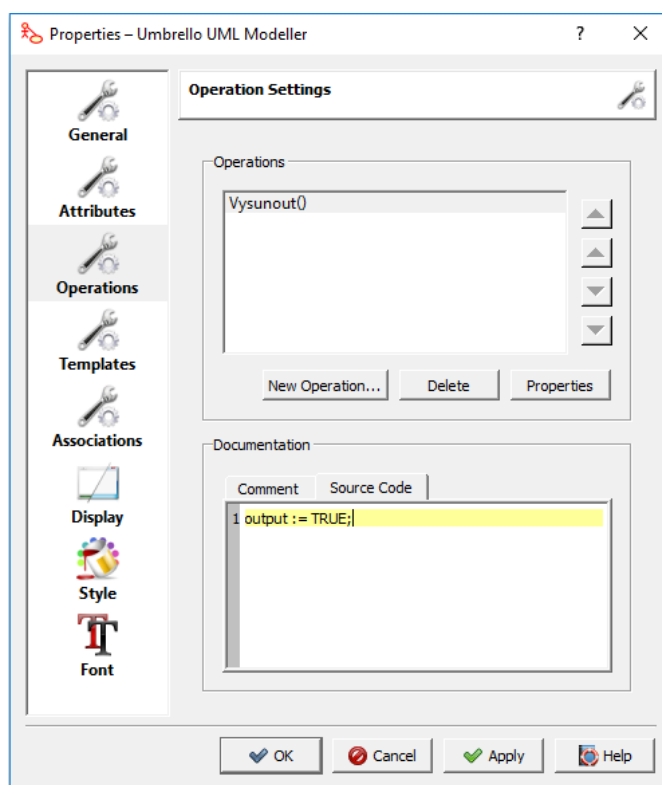 Properties – Umbrello UML Modeller
General
Attributes
Operations
Templates
Associations
Display
Style
Font
Operation Settings
Operations
Vysunout()
New Operation... Delete Properties
Documentation
Comment Source Code
1 output := TRUE;
OK Cancel Apply Help